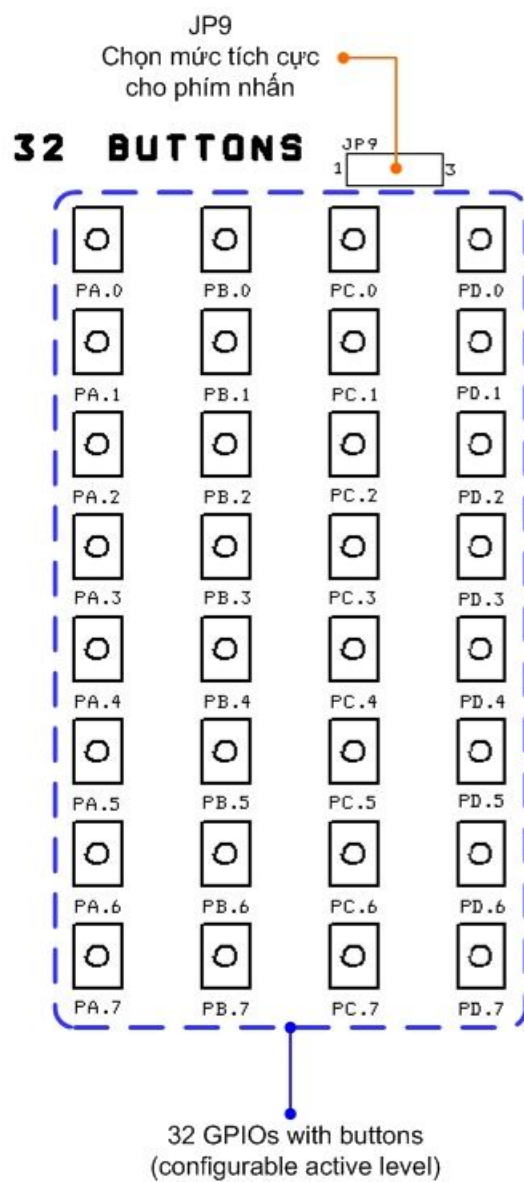 JP9
Chọn mức tích cực
cho phím nhấn
32 BUTTONS
JP9
1 3
PA.0 PB.0 PC.0 PD.0
PA.1 PB.1 PC.1 PD.1
PA.2 PB.2 PC.2 PD.2
PA.3 PB.3 PC.3 PD.3
PA.4 PB.4 PC.4 PD.4
PA.5 PB.5 PC.5 PD.5
PA.6 PB.6 PC.6 PD.6
PA.7 PB.7 PC.7 PD.7
32 GPIOs with buttons
(configurable active level)